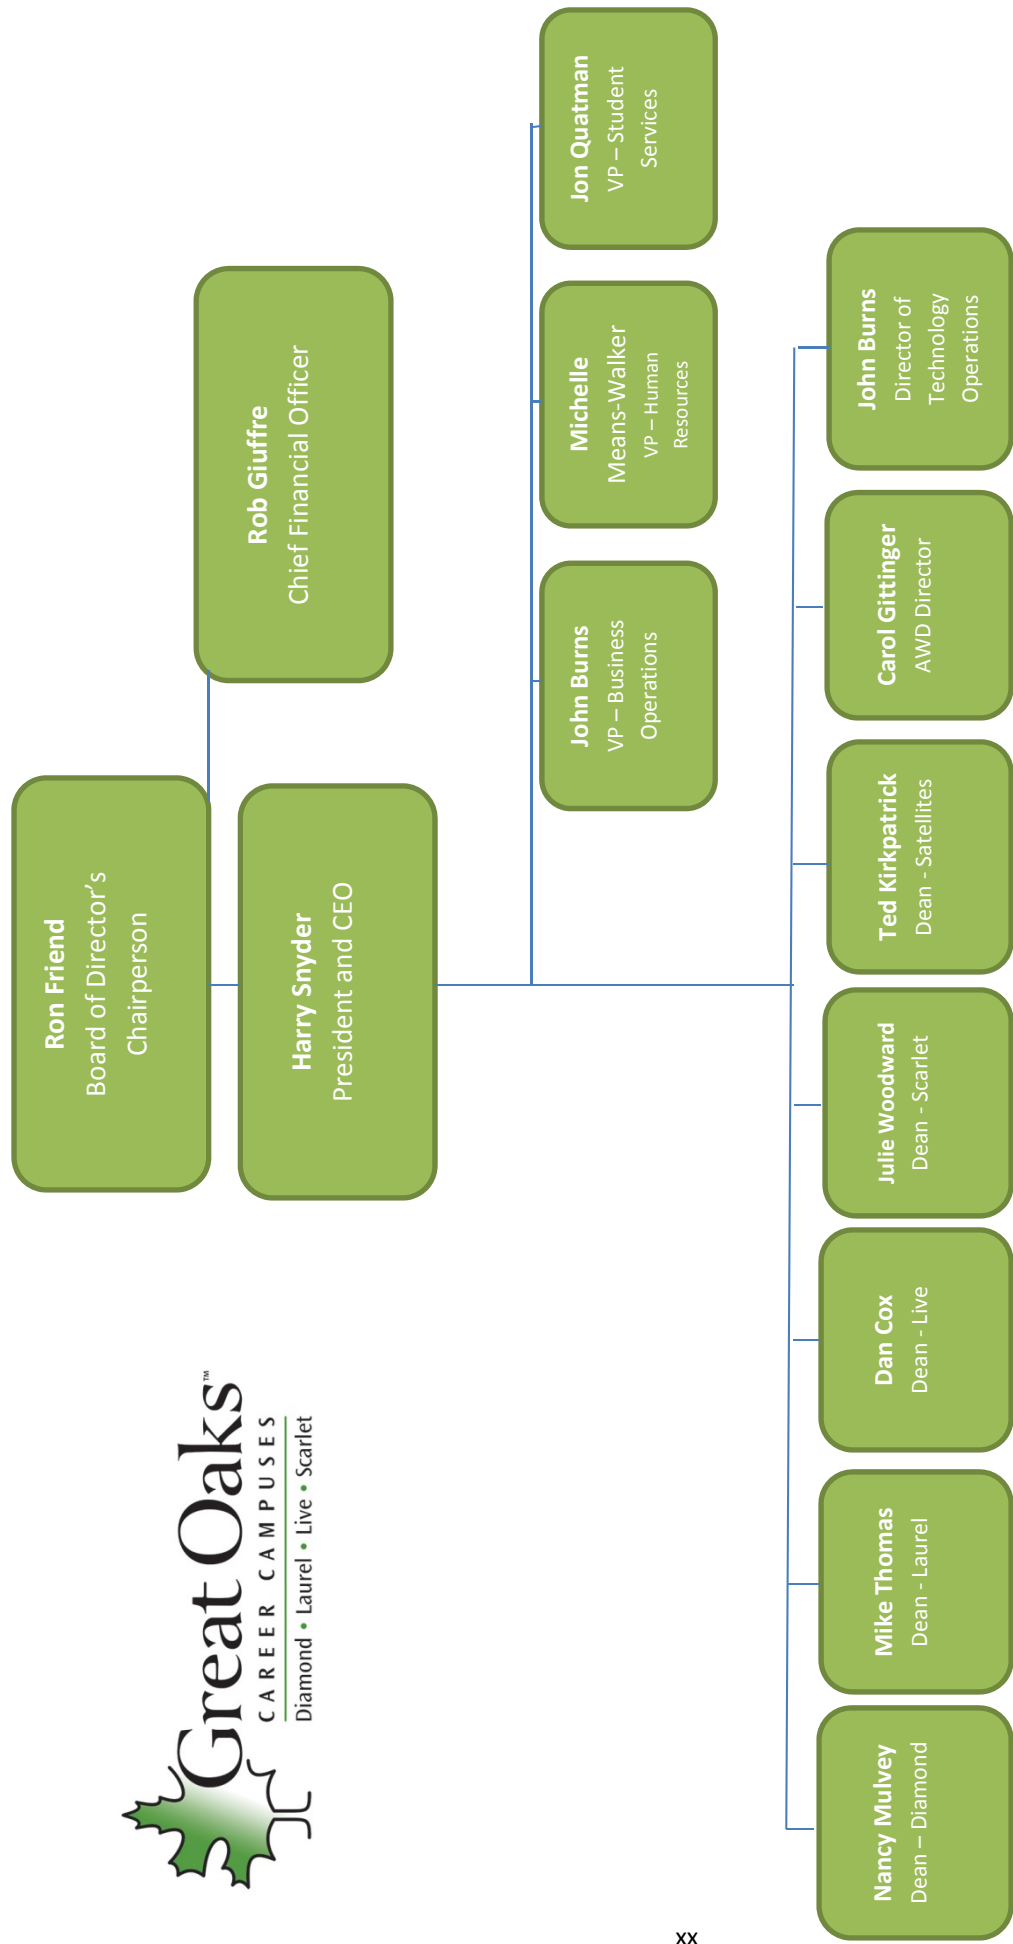 Great Oaks™
CAREER CAMPUSES
Diamond • Laurel • Live • Scarlet
Ron Friend
Board of Director’s
Chairperson
Rob Giuffre
Chief Financial Officer
Harry Snyder
President and CEO
John Burns
VP – Business
Operations
Michelle
Means-Walker
VP – Human
Resources
Jon Quatman
VP – Student
Services
Nancy Mulvey
Dean – Diamond
Mike Thomas
Dean - Laurel
Dan Cox
Dean - Live
Julie Woodward
Dean - Scarlet
Ted Kirkpatrick
Dean - Satellites
Carol Gittinger
AWD Director
John Burns
Director of
Technology
Operations
xx